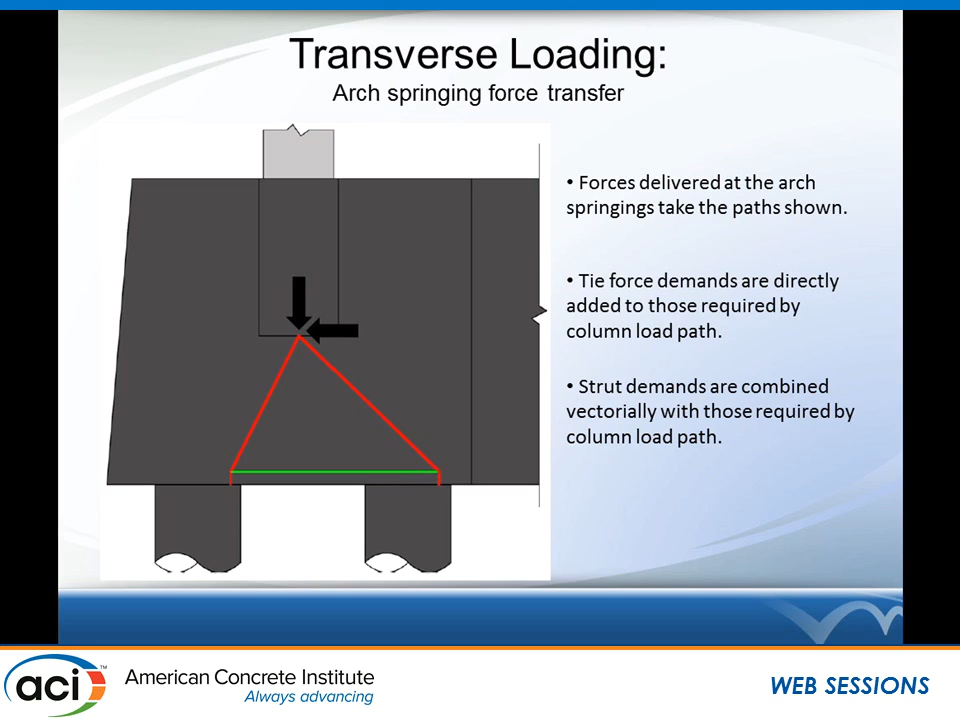 Transverse Loading:
Arch springing force transfer
• Forces delivered at the arch
springings take the paths shown.
• Tie force demands are directly
added to those required by
column load path.
• Strut demands are combined
vectorially with those required by
column load path.
aci™
American Concrete Institute
Always advancing
WEB SESSIONS